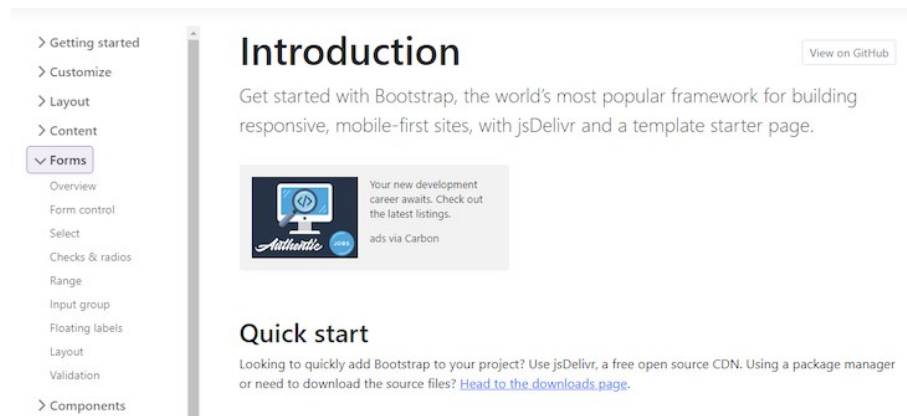 Getting started
Customize
Layout
Content
Forms
Overview
Form control
Select
Checks & radios
Range
Input group
Floating labels
Layout
Validation
Components
Introduction
View on GitHub
Get started with Bootstrap, the world's most popular framework for building
responsive, mobile-first sites, with jsDelivr and a template starter page.
Authentic
JOBS
Your new development
career awaits. Check out
the latest listings.
ads via Carbon
Quick start
Looking to quickly add Bootstrap to your project? Use jsDelivr, a free open source CDN. Using a package manager
or need to download the source files? Head to the downloads page.